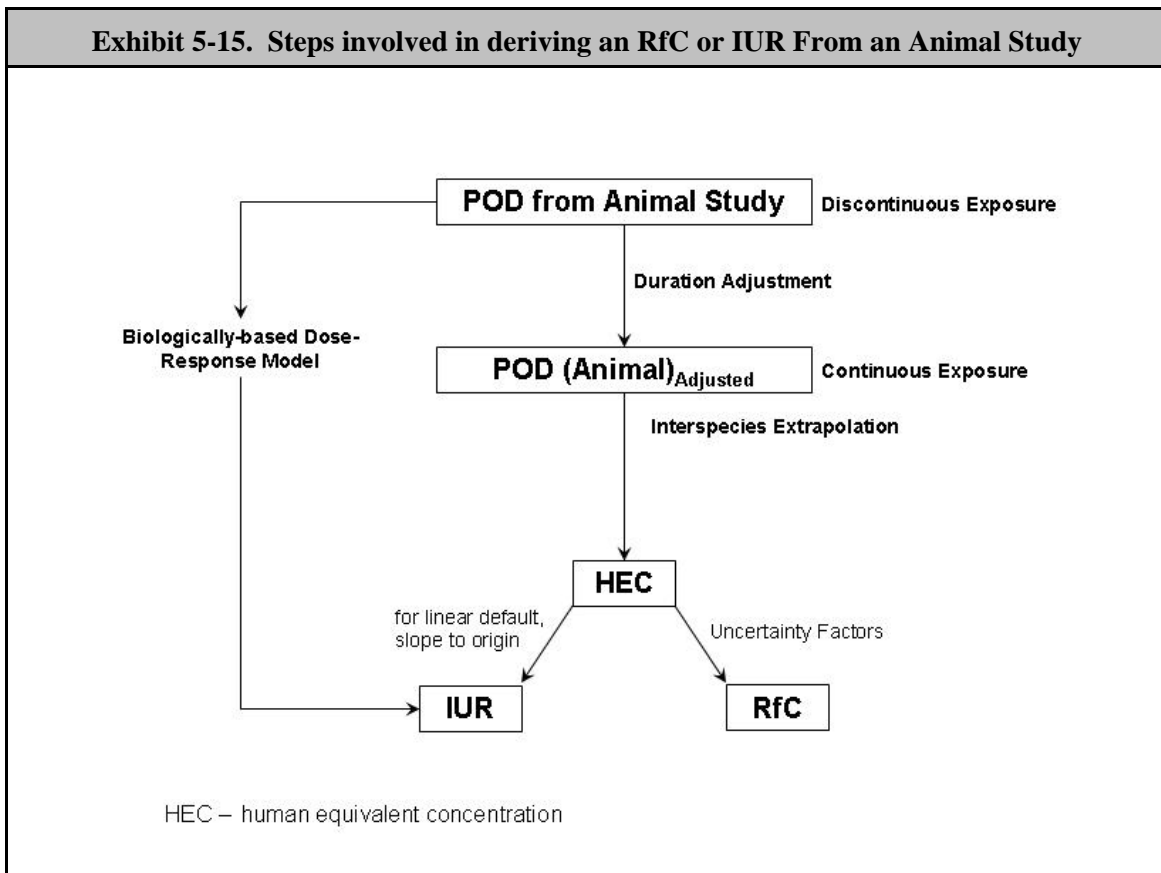 Exhibit 5-15. Steps involved in deriving an RfC or IUR From an Animal Study
POD from Animal Study
Discontinuous Exposure
Duration Adjustment
Biologically-based Dose-
Response Model
POD (Animal)Adjusted
Continuous Exposure
Interspecies Extrapolation
HEC
for linear default,
slope to origin
Uncertainty Factors
IUR
RfC
HEC – human equivalent concentration